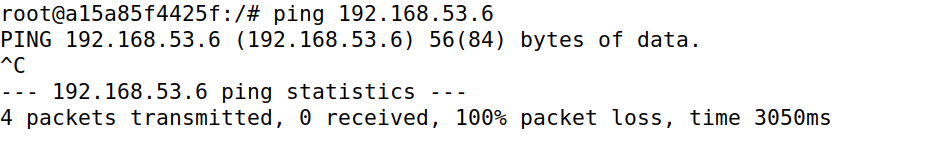 root@a15a85f4425f:/# ping 192.168.53.6
PING 192.168.53.6 (192.168.53.6) 56(84) bytes of data.
^C
--- 192.168.53.6 ping statistics ---
4 packets transmitted, 0 received, 100% packet loss, time 3050ms